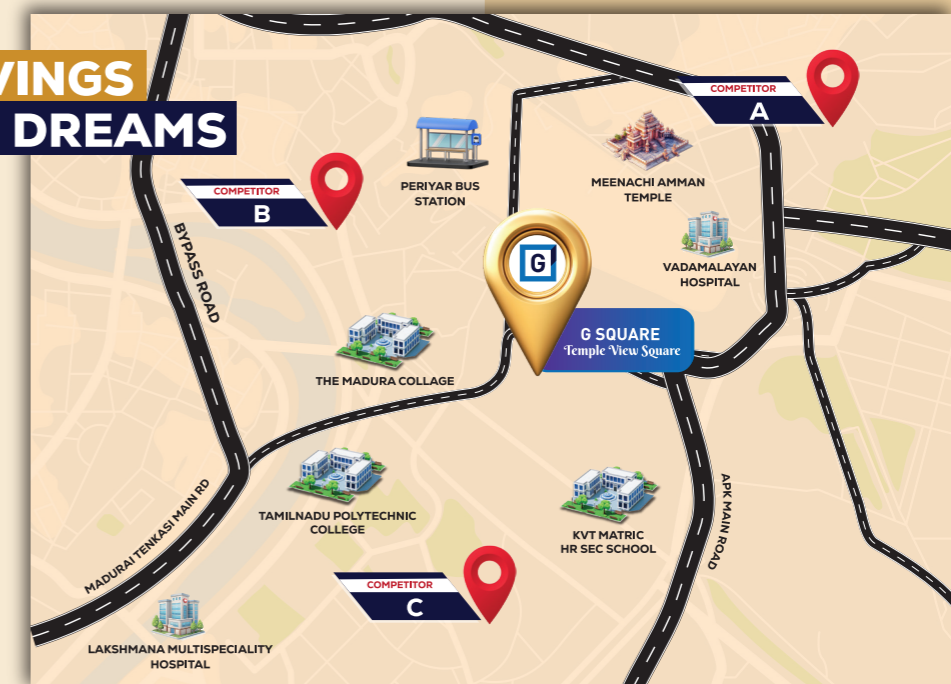 VINGS
DREAMS
COMPETITOR
A
PERIYAR BUS
STATION
MEENACHI AMMAN
TEMPLE
COMPETITOR
B
BYPASS ROAD
VADAMALAYAN
HOSPITAL
G
G SQUARE
Temple View Square
THE MADURA COLLAGE
MADURAI TENKASI MAIN RD
TAMILNADU POLYTECHNIC
COLLEGE
KVT MATRIC
HR SEC SCHOOL
APK MAIN ROAD
COMPETITOR
C
LAKSHMANA MULTISPECIALITY
HOSPITAL